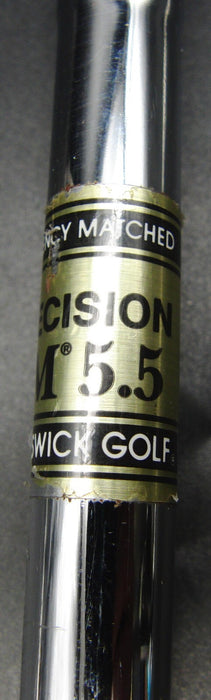 NCY MATCHED
ECISION
M® 5.5
SWICK GOLF